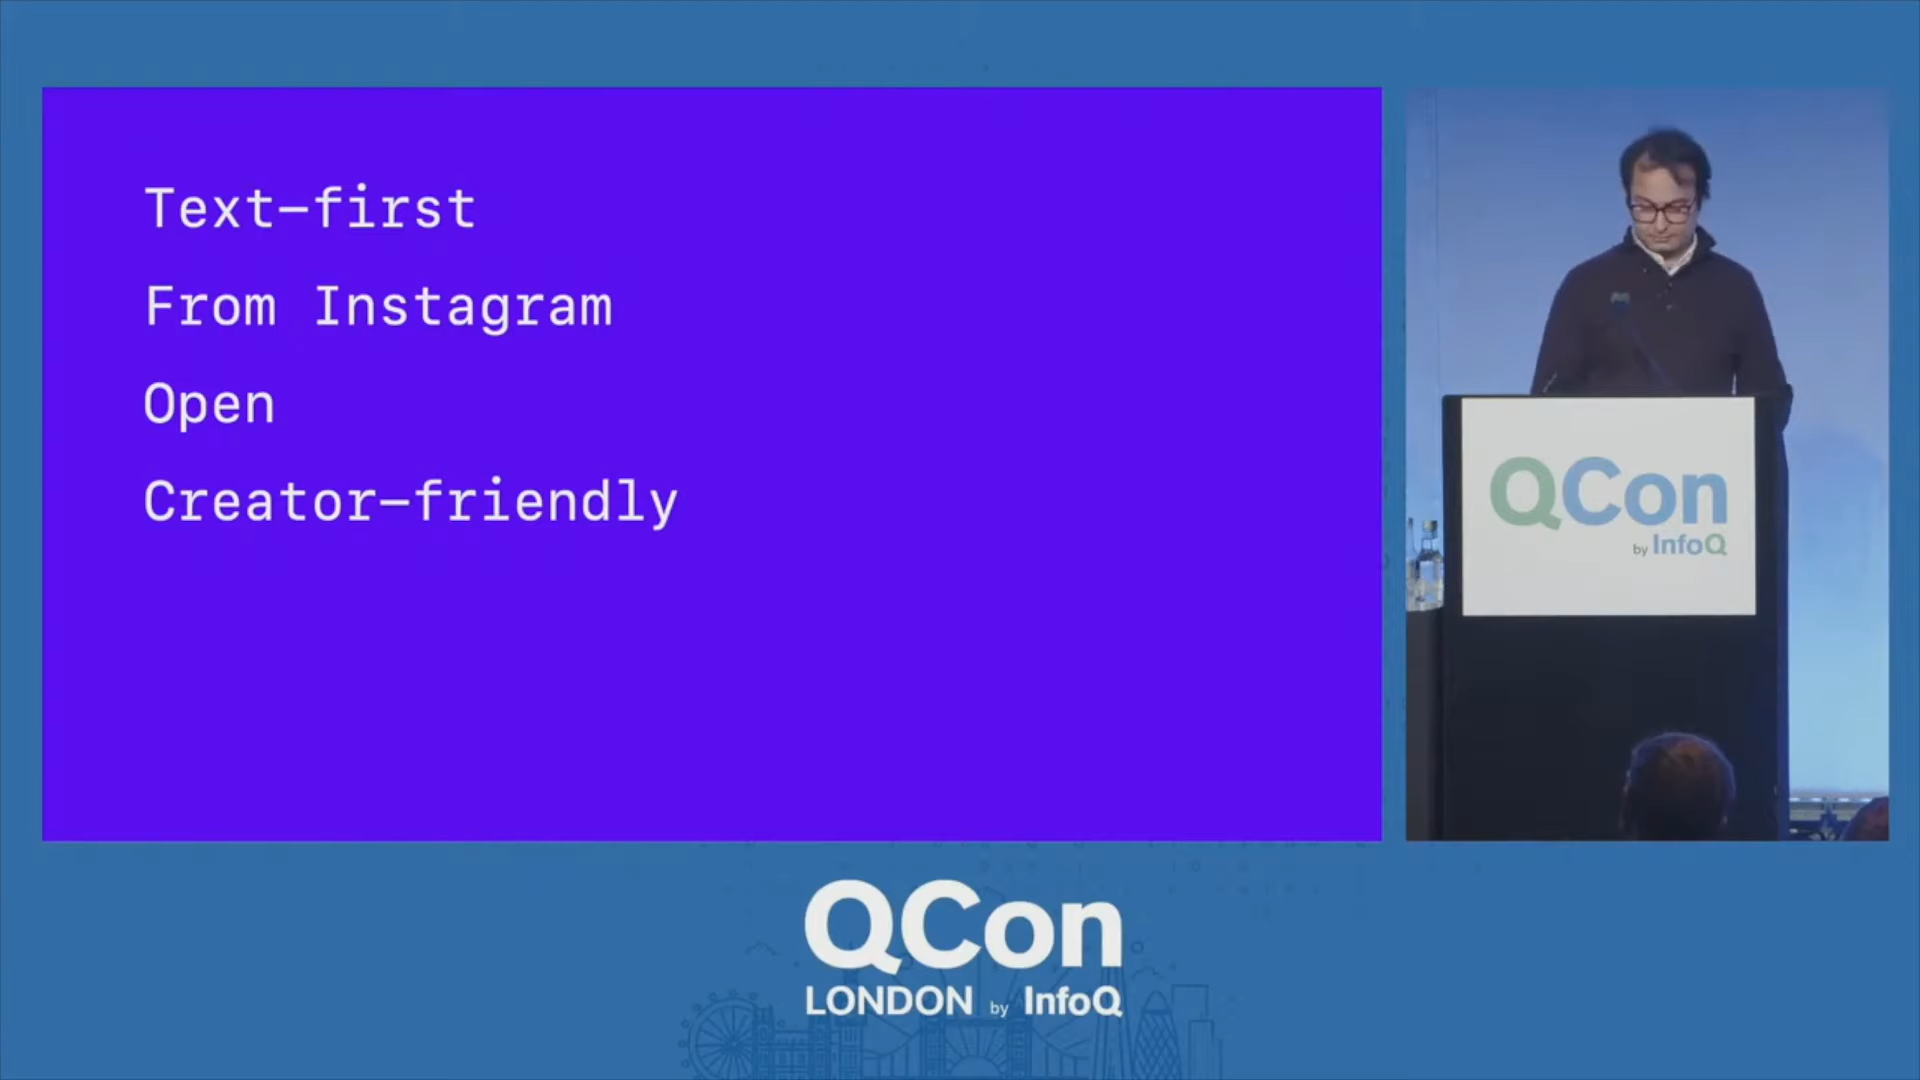 Text-first
From Instagram
Open
Creator-friendly
QCon
by InfoQ
QCon
LONDON by InfoQ